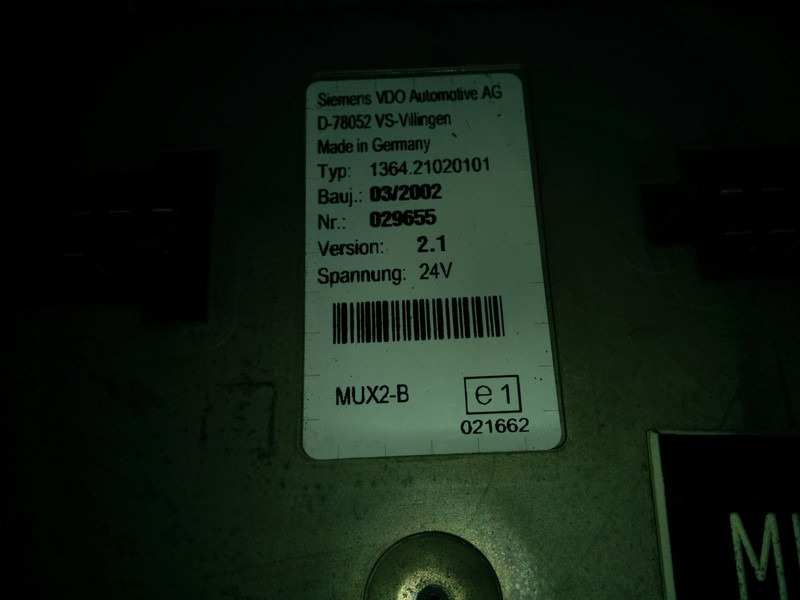 Siemens VDO Automotive AG
D-78052 VS-Villingen
Made in Germany
Typ: 1364.21020101
Bauj.: 03/2002
Nr.: 029655
Version: 2.1
Spannung: 24V
MUX2-B
e1
021662